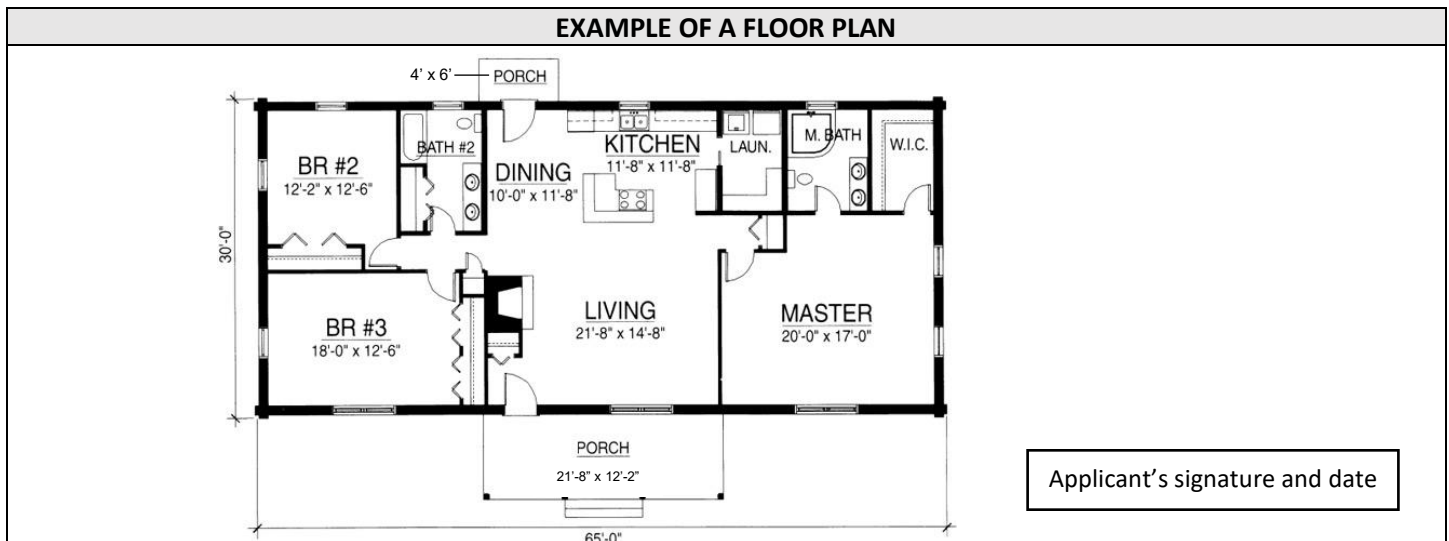 EXAMPLE OF A FLOOR PLAN
4’ x 6’
PORCH
BR #2
12'-2" x 12'-6"
BATH #2
DINING
10'-0" x 11'-8"
KITCHEN
11'-8" x 11'-8"
LAUN.
M. BATH
W.I.C.
30'-0"
BR #3
18'-0" x 12'-6"
LIVING
21'-8" x 14'-8"
MASTER
20'-0" x 17'-0"
PORCH
21'-8" x 12'-2"
Applicant’s signature and date
65'-0"